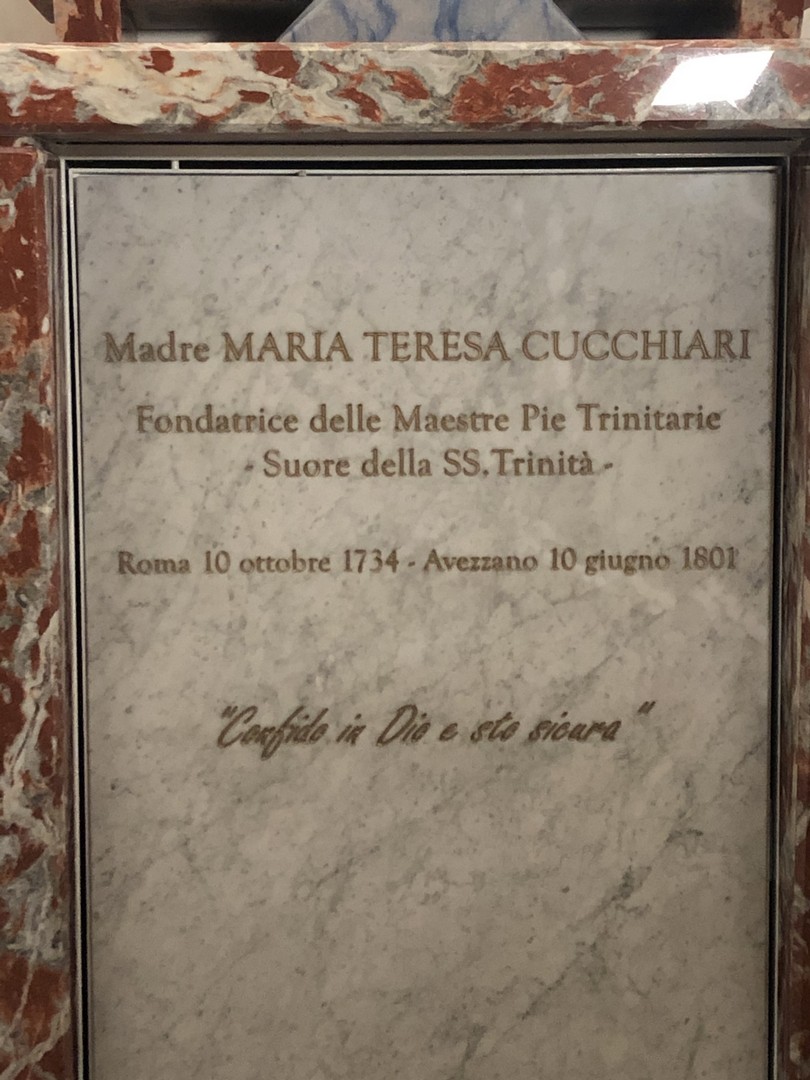 Madre MARIA TERESA CUCCHIARI
Fondatrice delle Maestre Pie Trinitarie
- Suore della SS.Trinità -
Roma 10 ottobre 1734 - Avezzano 10 giugno 1801
"Confido in Dio e sto sicura"